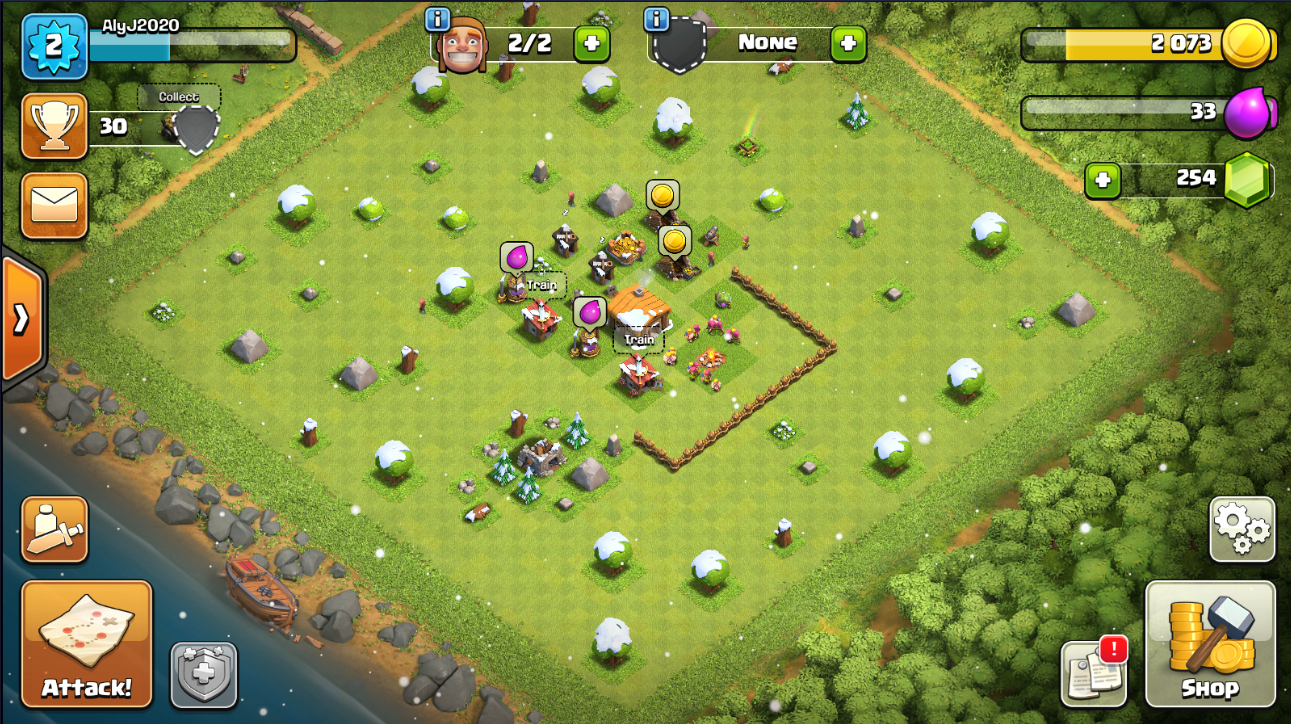 2
AlyJ2020
2/2
None
2 073
Collect
30
33
254
Train
Train
Attack!
!
Shop